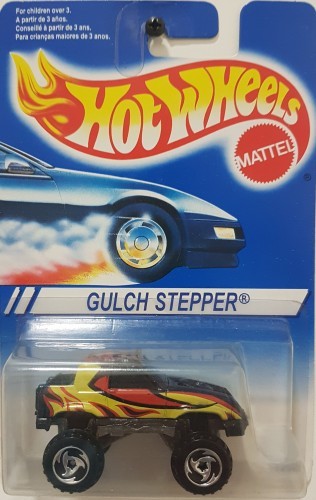 For children over 3.
A partir de 3 años.
Conseillé à partir de 3 ans.
Para crianças maiores de 3 anos.
Hot Wheels
MATTEL
GULCH STEPPER®